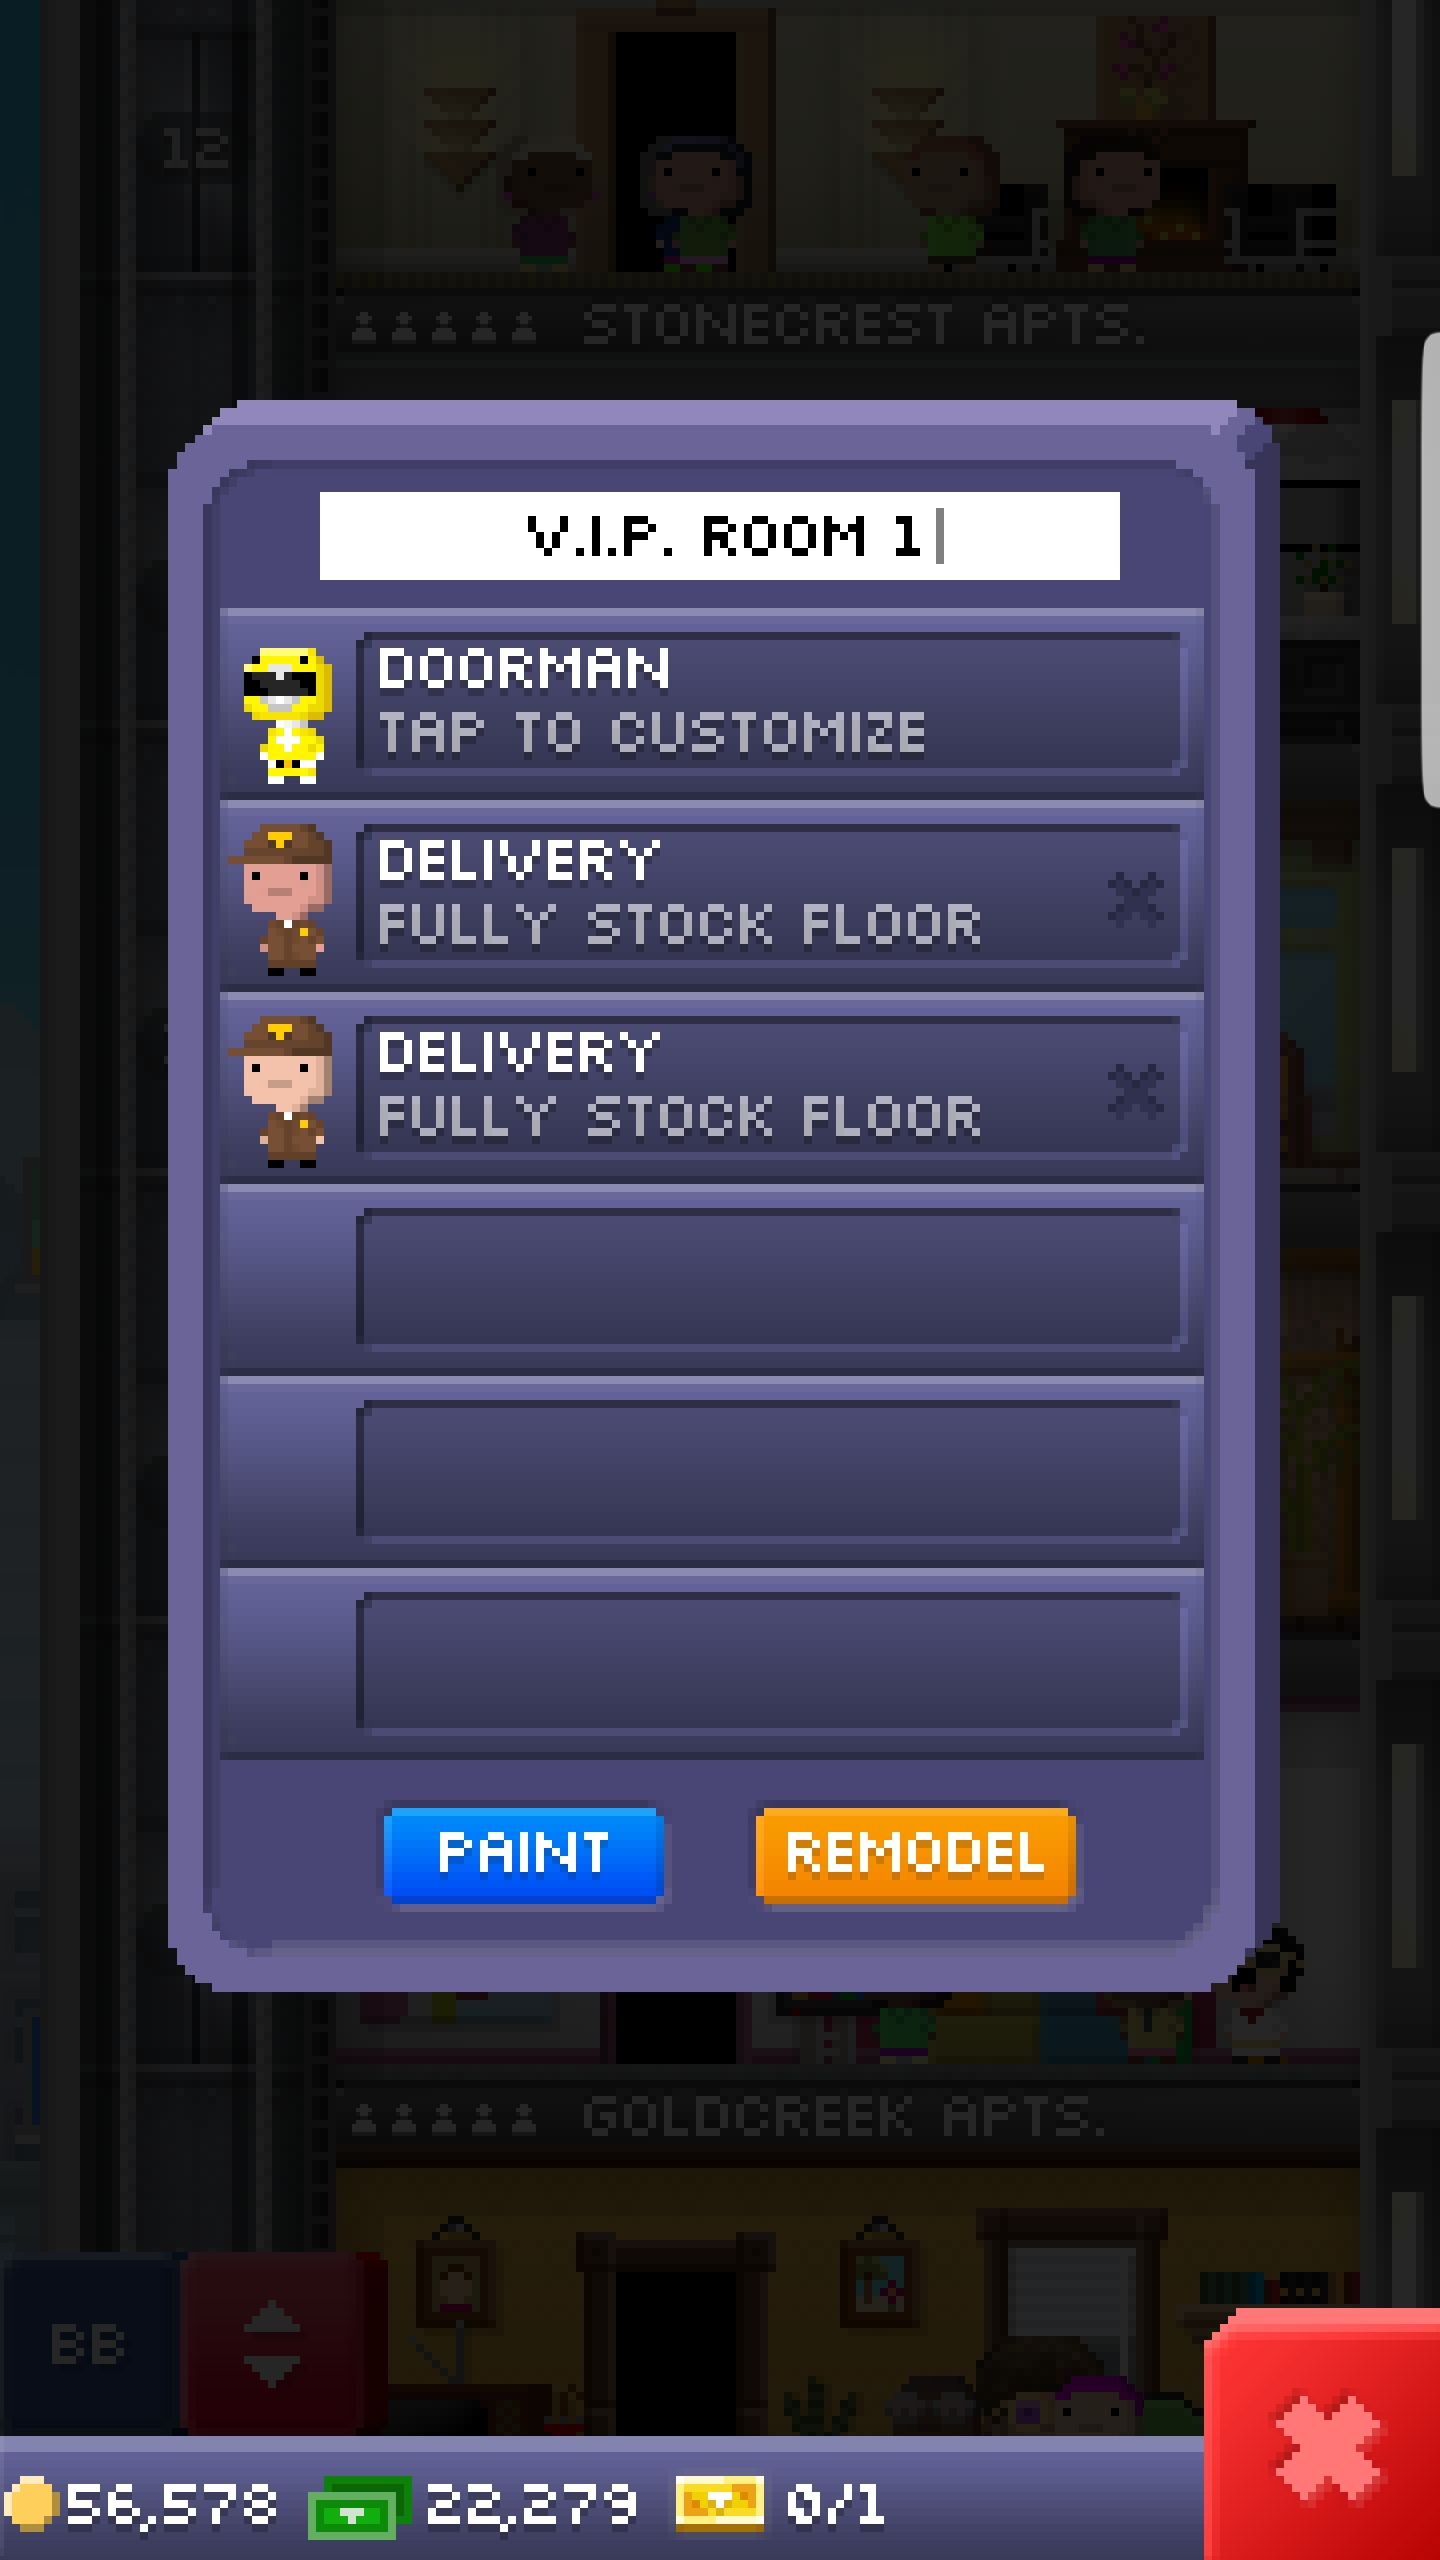 12
STONECREST APTS.
V.I.P. ROOM 1
DOORMAN
TAP TO CUSTOMIZE
DELIVERY
FULLY STOCK FLOOR
DELIVERY
FULLY STOCK FLOOR
PAINT
REMODEL
GOLDCREEK APTS.
BB
56,578
22,279
0/1